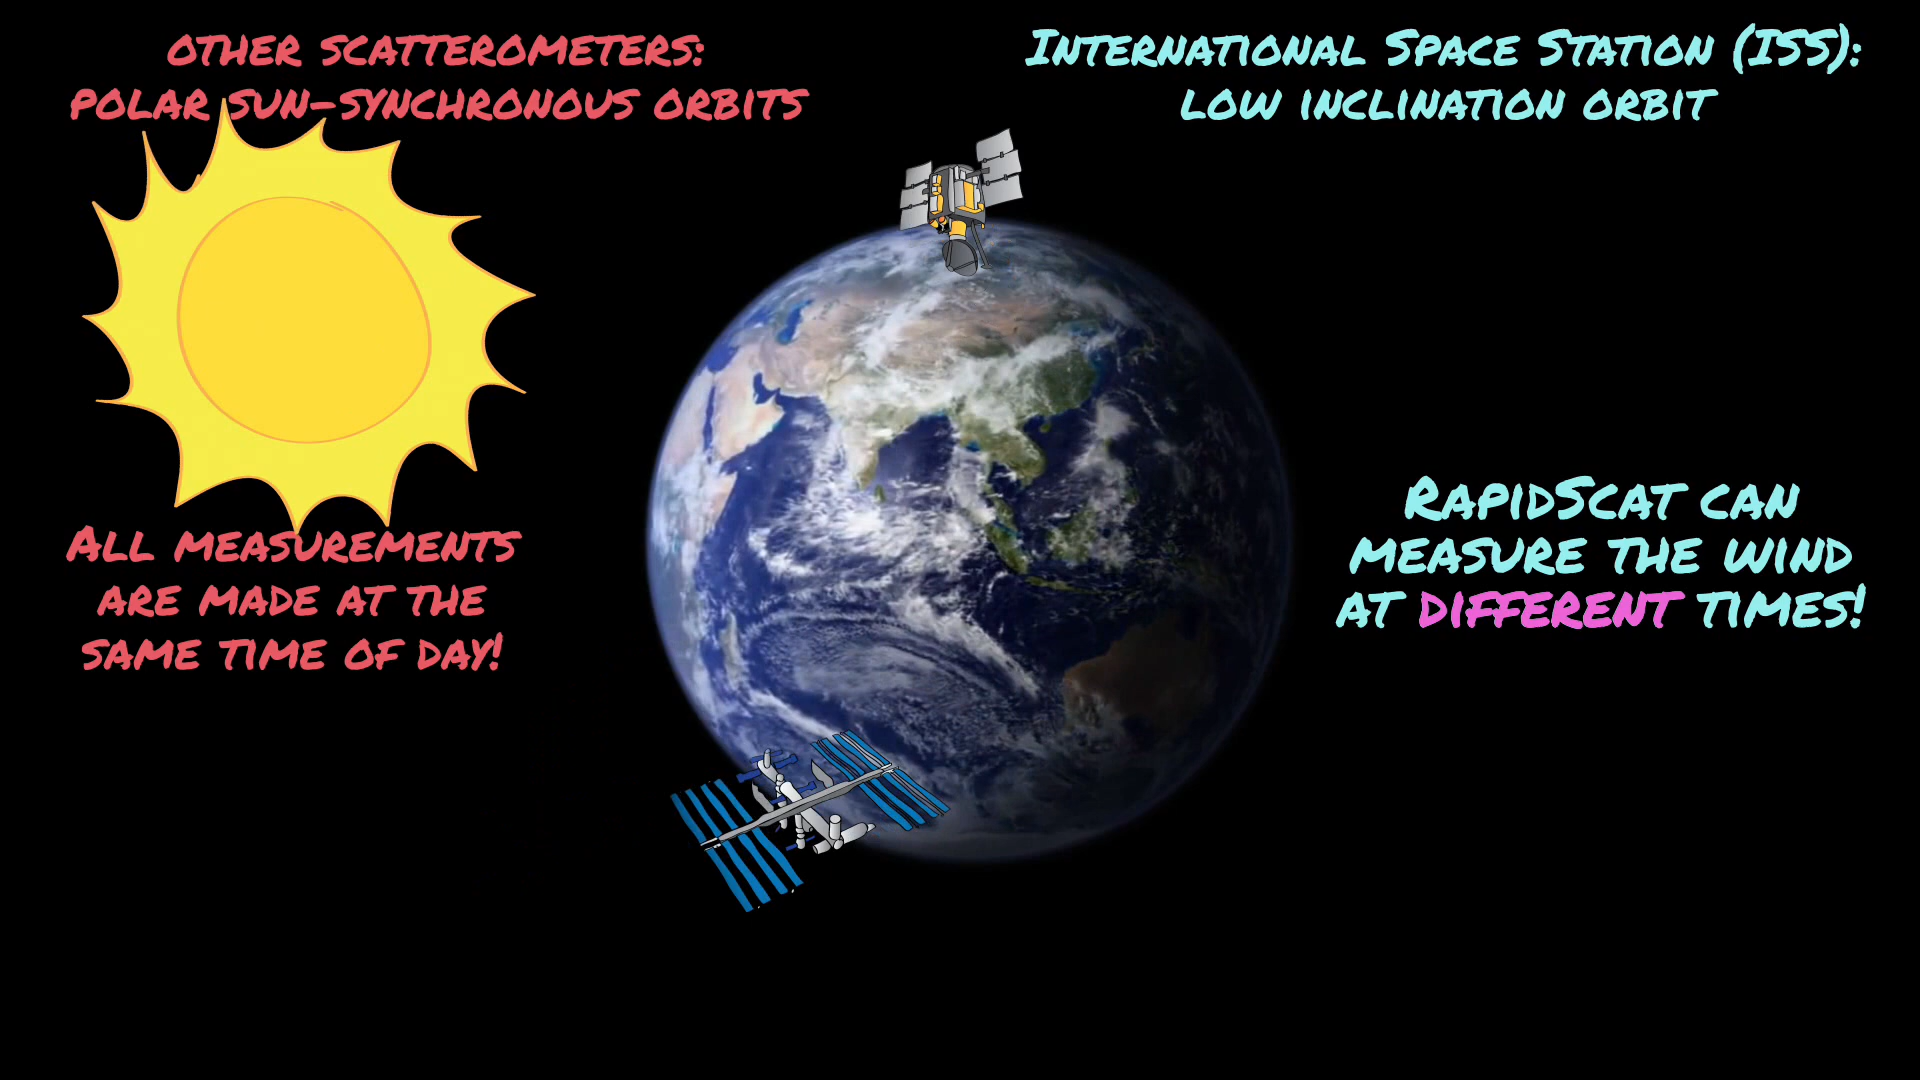 Other scatterometers:
polar sun-synchronous orbits
International Space Station (ISS):
low inclination orbit
All measurements
are made at the
same time of day!
RapidScat can
measure the wind
at different times!